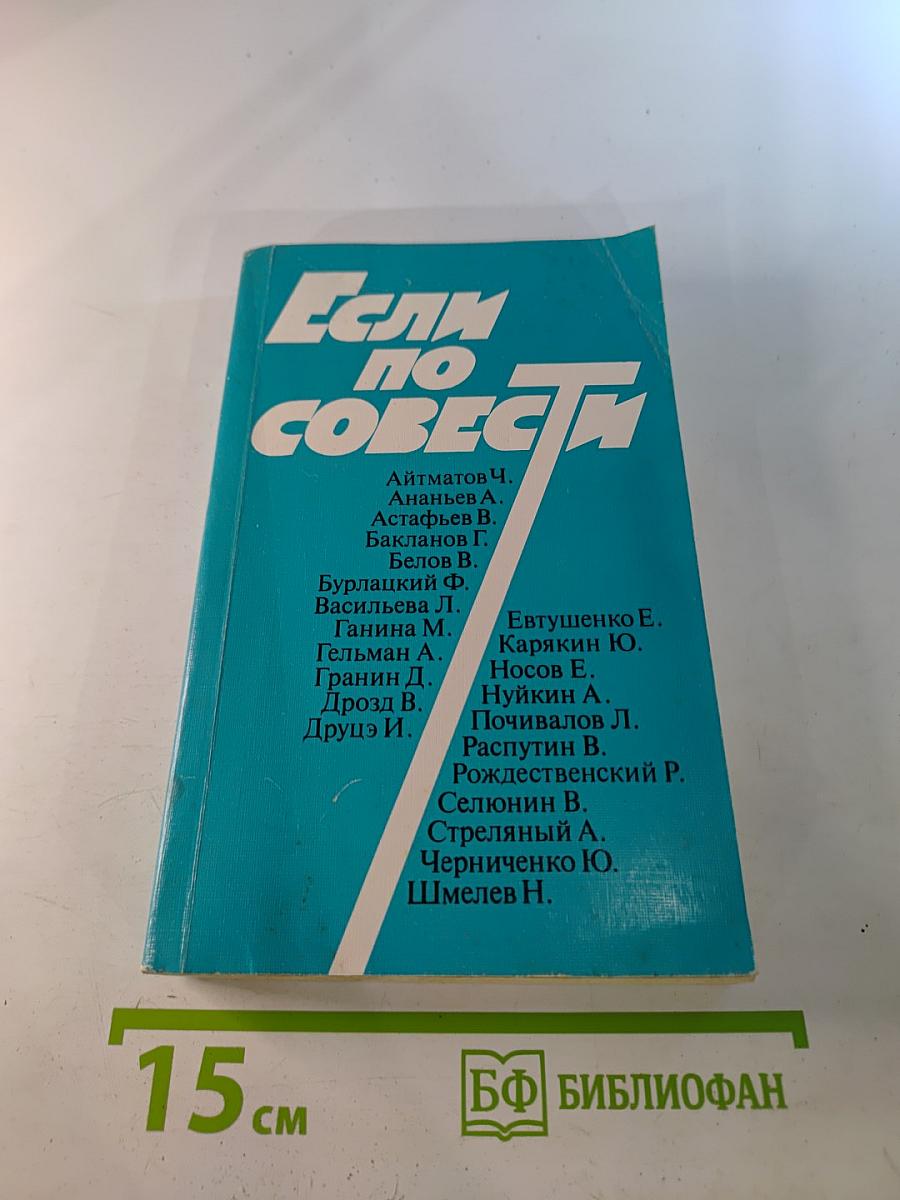 Если
по
совести
Айтматов Ч.
Ананьев А.
Астафьев В.
Бакланов Г.
Белов В.
Бурлацкий Ф.
Васильева Л.
Ганина М.
Гельман А.
Гранин Д.
Дрозд В.
Друцэ И.
Евтушенко Е.
Карякин Ю.
Носов Е.
Нуйкин А.
Почивалов Л.
Распутин В.
Рождественский Р.
Селюнин В.
Стреляный А.
Черниченко Ю.
Шмелев Н.
15 см
БФ БИБЛИОФАН